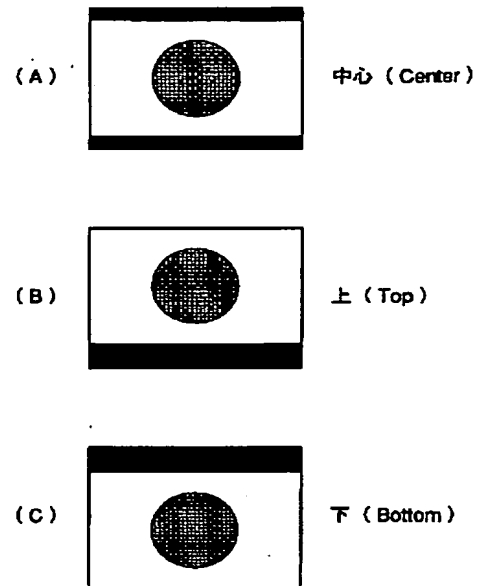 (A) 中心 (Center)
(B) 上 (Top)
(C) 下 (Bottom)